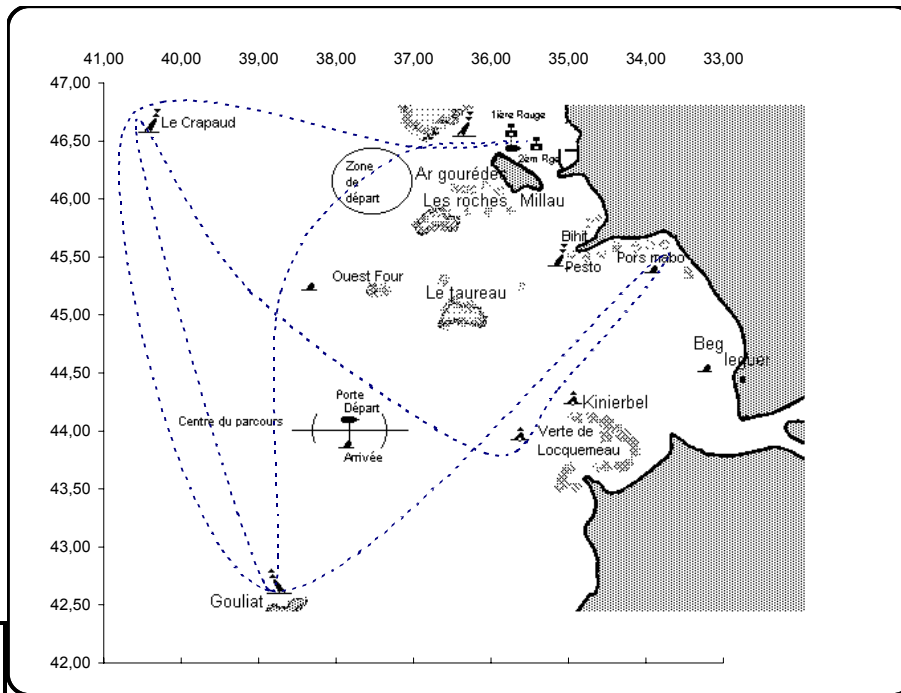 41,00 40,00 39,00 38,00 37,00 36,00 35,00 34,00 33,00
47,00
Le Crapaud
1ière Rouge
46,50
2èm Rge
Zone
de
départ
Ar gourédec
46,00
Les roches Millau
Bihit
45,50
Pesto
Pors mabo
Ouest Four
Le taureau
45,00
Beg
leguer
44,50
Porte
Départ
Kinierbel
Centre du parcours
44,00
Verte de
Locquemeau
Arrivée
43,50
43,00
Gouliat
42,50
42,00